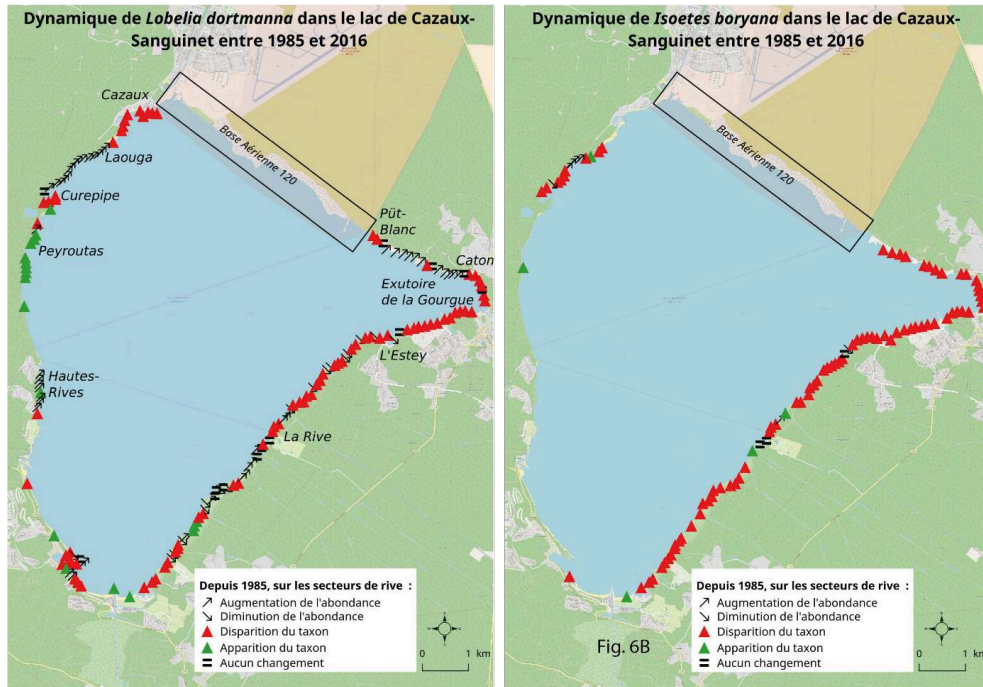 Dynamique de Lobelia dortmanna dans le lac de Cazaux-
Sanguinet entre 1985 et 2016
Cazaux
Laouga
Base Aérienne 120
Curepipe
Pût-
Blanc
Peyroutas
Caton
Exutoire
de la Gourgue
L'Estey
Hautes-
Rives
La Rive
Depuis 1985, sur les secteurs de rive :
Augmentation de l'abondance
Diminution de l'abondance
Disparition du taxon
Apparition du taxon
Aucun changement
0 1 km
Dynamique de Isoetes boryana dans le lac de Cazaux-
Sanguinet entre 1985 et 2016
Base Aérienne 120
Depuis 1985, sur les secteurs de rive :
Augmentation de l'abondance
Diminution de l'abondance
Disparition du taxon
Apparition du taxon
Aucun changement
Fig. 6B
0 1 km